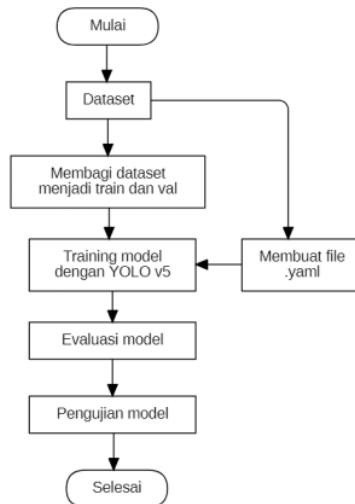 Mulai
Dataset
Membagi dataset
menjadi train dan val
Training model
dengan YOLO v5
Membuat file
.yaml
Evaluasi model
Pengujian model
Selesai